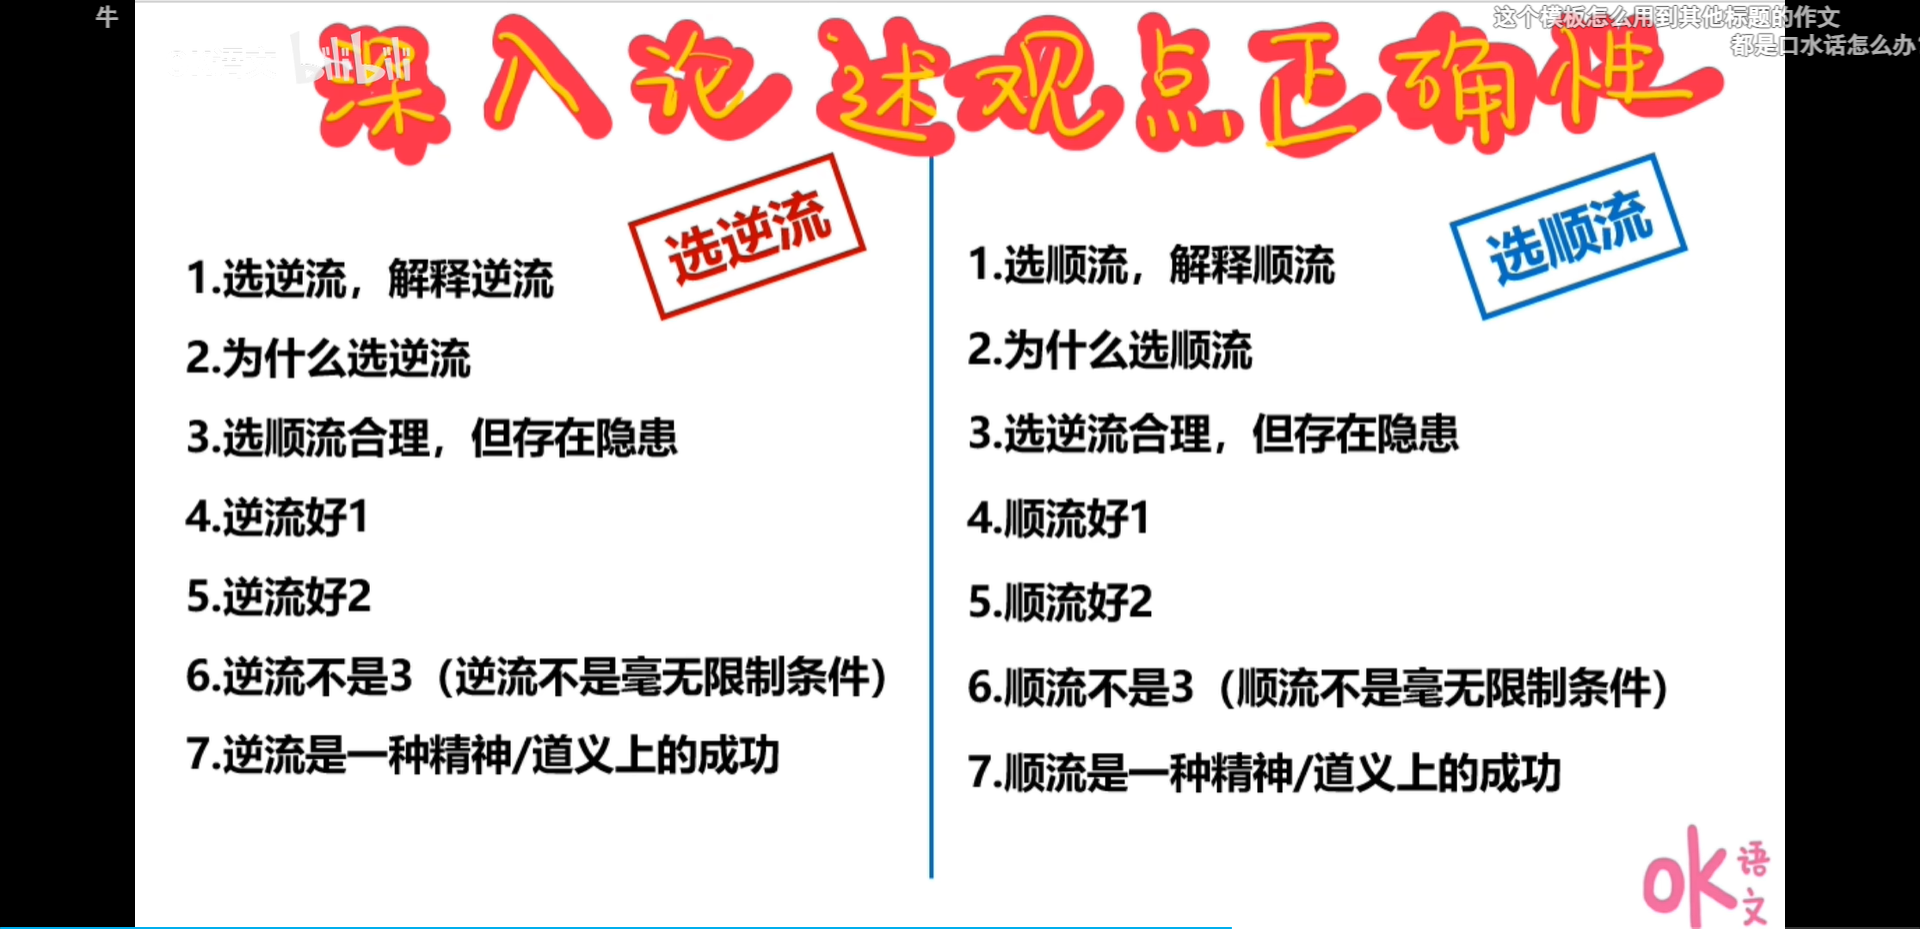 牛
这个模板怎么用到其他标题的作文
都是口水话怎么办
bilibili
深入论述观点正确性
选逆流
1.选逆流，解释逆流
2.为什么选逆流
3.选顺流合理，但存在隐患
4.逆流好1
5.逆流好2
6.逆流不是3（逆流不是毫无限制条件）
7.逆流是一种精神/道义上的成功
选顺流
1.选顺流，解释顺流
2.为什么选顺流
3.选逆流合理，但存在隐患
4.顺流好1
5.顺流好2
6.顺流不是3（顺流不是毫无限制条件）
7.顺流是一种精神/道义上的成功
ok语文